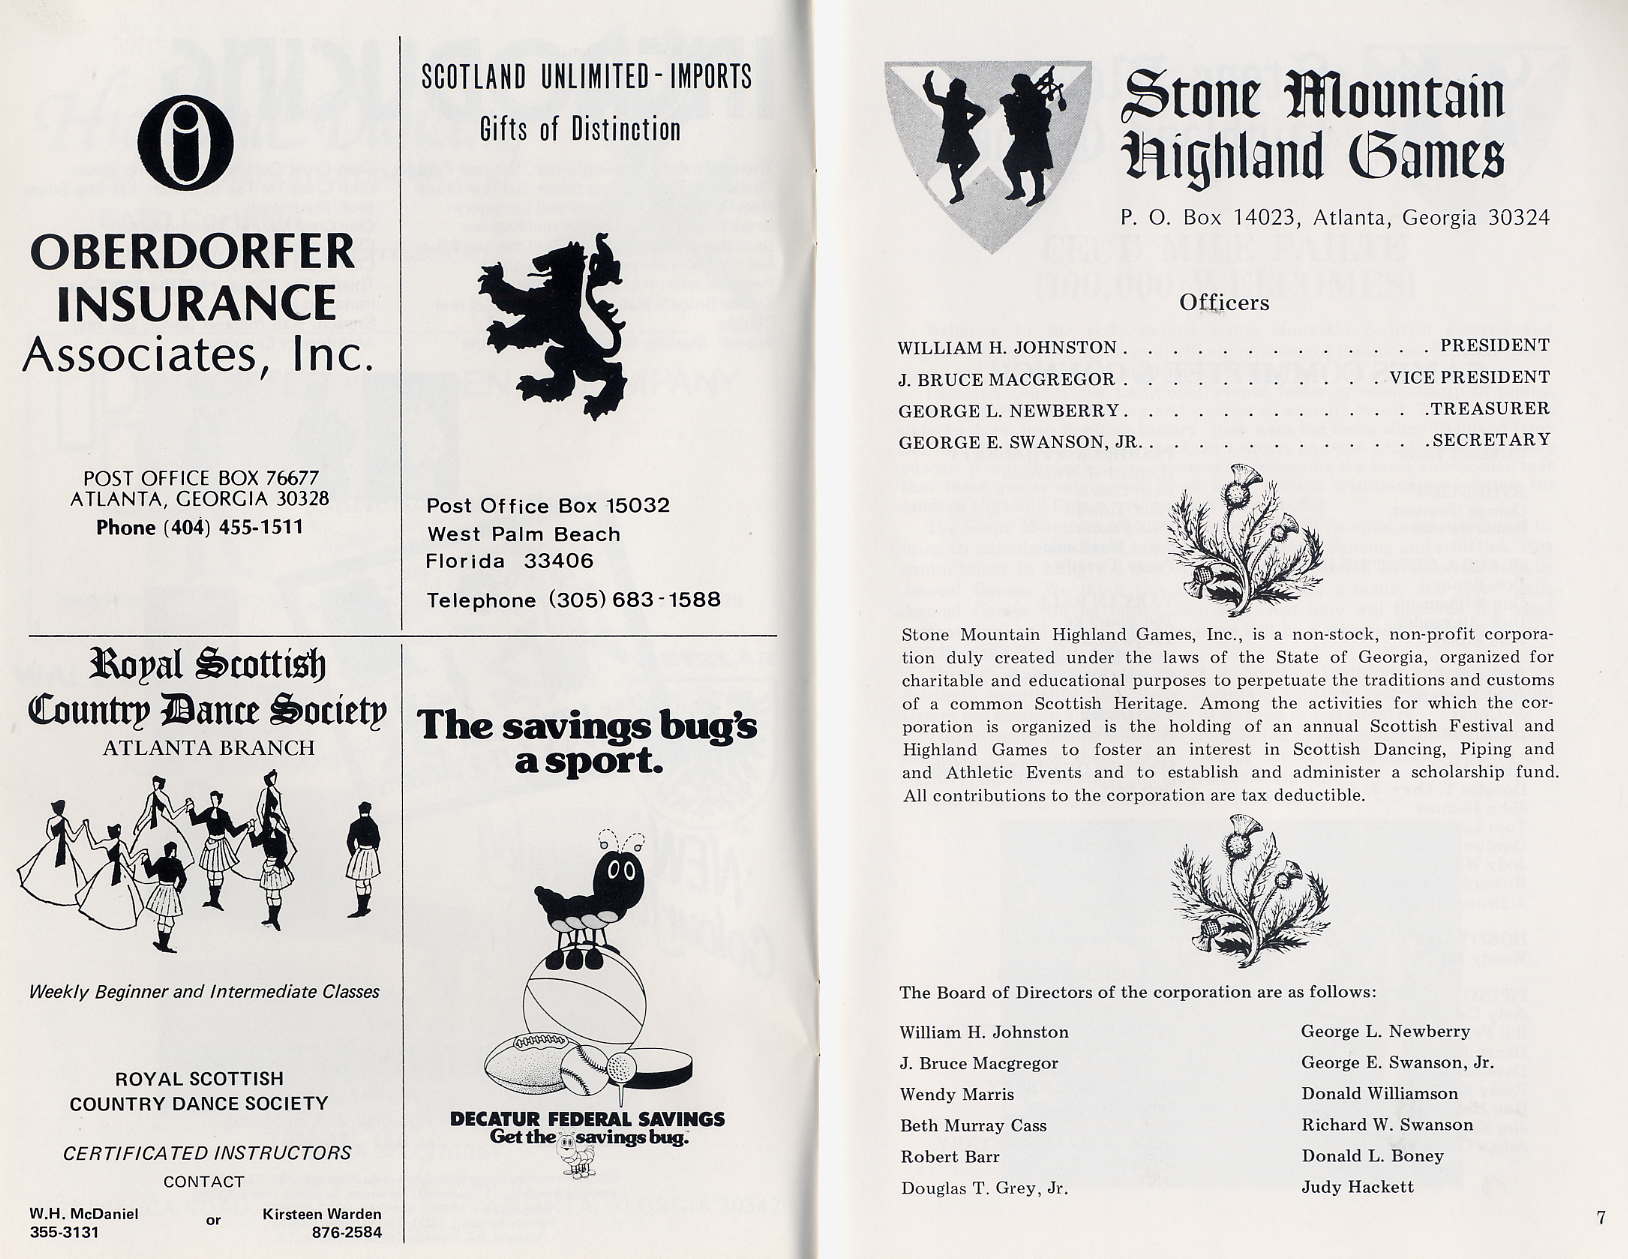 OBERDORFER
INSURANCE
Associates, Inc.
POST OFFICE BOX 76677
ATLANTA, GEORGIA 30328
Phone (404) 455-1511
SCOTLAND UNLIMITED - IMPORTS
Gifts of Distinction
Post Office Box 15032
West Palm Beach
Florida 33406
Telephone (305) 683-1588
Royal Scottish
Country Dance Society
ATLANTA BRANCH
Weekly Beginner and Intermediate Classes
ROYAL SCOTTISH
COUNTRY DANCE SOCIETY
CERTIFICATED INSTRUCTORS
CONTACT
W.H. McDaniel or Kirsteen Warden
355-3131 876-2584
The savings bug's
a sport.
DECATUR FEDERAL SAVINGS
Get the savings bug.
Stone Mountain
Highland Games
P. O. Box 14023, Atlanta, Georgia 30324
Officers
WILLIAM H. JOHNSTON . . . . . . . . . . . . . PRESIDENT
J. BRUCE MACGREGOR . . . . . . . . . . . VICE PRESIDENT
GEORGE L. NEWBERRY. . . . . . . . . . . . .TREASURER
GEORGE E. SWANSON, JR. . . . . . . . . . . . .SECRETARY
Stone Mountain Highland Games, Inc., is a non-stock, non-profit corpora-
tion duly created under the laws of the State of Georgia, organized for
charitable and educational purposes to perpetuate the traditions and customs
of a common Scottish Heritage. Among the activities for which the cor-
poration is organized is the holding of an annual Scottish Festival and
Highland Games to foster an interest in Scottish Dancing, Piping and
and Athletic Events and to establish and administer a scholarship fund.
All contributions to the corporation are tax deductible.
The Board of Directors of the corporation are as follows:
William H. Johnston George L. Newberry
J. Bruce Macgregor George E. Swanson, Jr.
Wendy Marris Donald Williamson
Beth Murray Cass Richard W. Swanson
Robert Barr Donald L. Boney
Douglas T. Grey, Jr. Judy Hackett
7